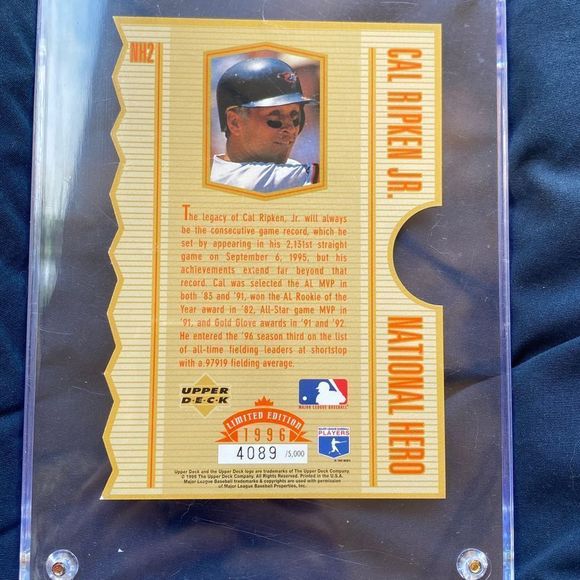 NH2
CAL RIPKEN JR.
NATIONAL HERO
The legacy of Cal Ripken, Jr. will always
be the consecutive game record, which he
set by appearing in his 2,131st straight
game on September 6, 1995, but his
achievements extend far beyond that
record. Cal was selected the AL MVP in
both '83 and '91, won the AL Rookie of the
Year award in '82, All-Star game MVP in
'91, and Gold Glove awards in '91 and '92.
He entered the '96 season third on the list
of all-time fielding leaders at shortstop
with a .97919 fielding average.
UPPER
D·E·C·K
MAJOR LEAGUE BASEBALL
LIMITED EDITION
1996
4089 /5,000
PLAYERS
Upper Deck and the Upper Deck logo are trademarks of The Upper Deck Company.
© 1996 The Upper Deck Company. All Rights Reserved. Printed in the U.S.A.
Major League Baseball trademarks & copyrights are used with permission
of Major League Baseball Properties, Inc.